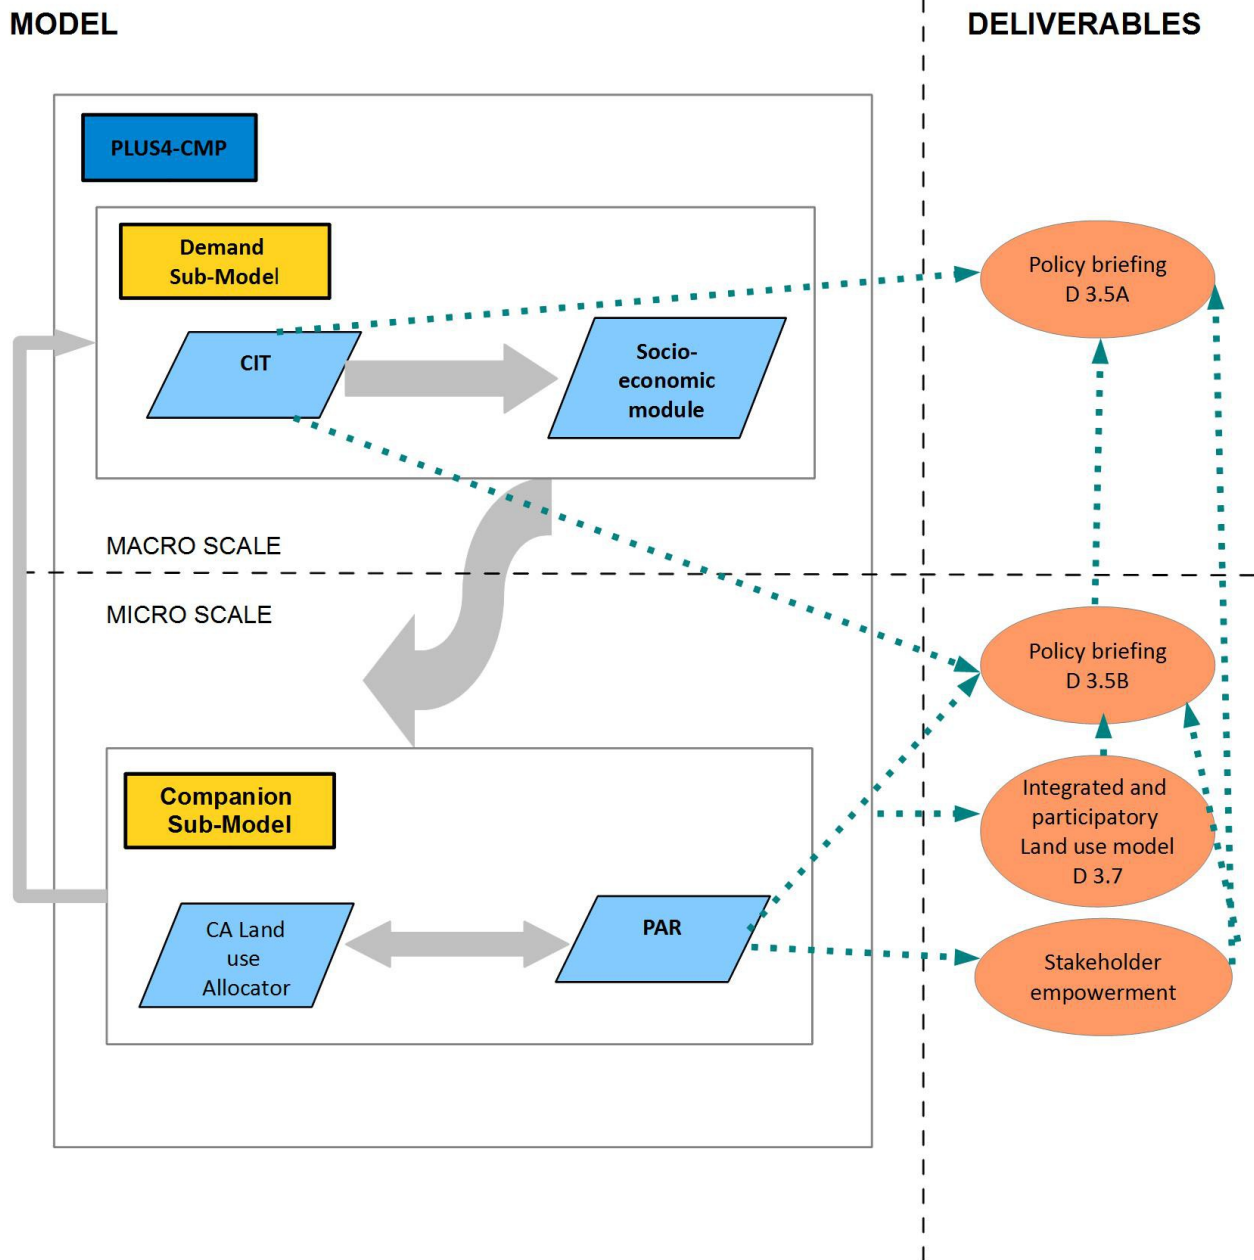 MODEL
DELIVERABLES
PLUS4-CMP
Demand
Sub-Model
CIT
Socio-
economic
module
Policy briefing
D 3.5A
MACRO SCALE
MICRO SCALE
Policy briefing
D 3.5B
Companion
Sub-Model
Integrated and
participatory
Land use model
D 3.7
CA Land
use
Allocator
PAR
Stakeholder
empowerment